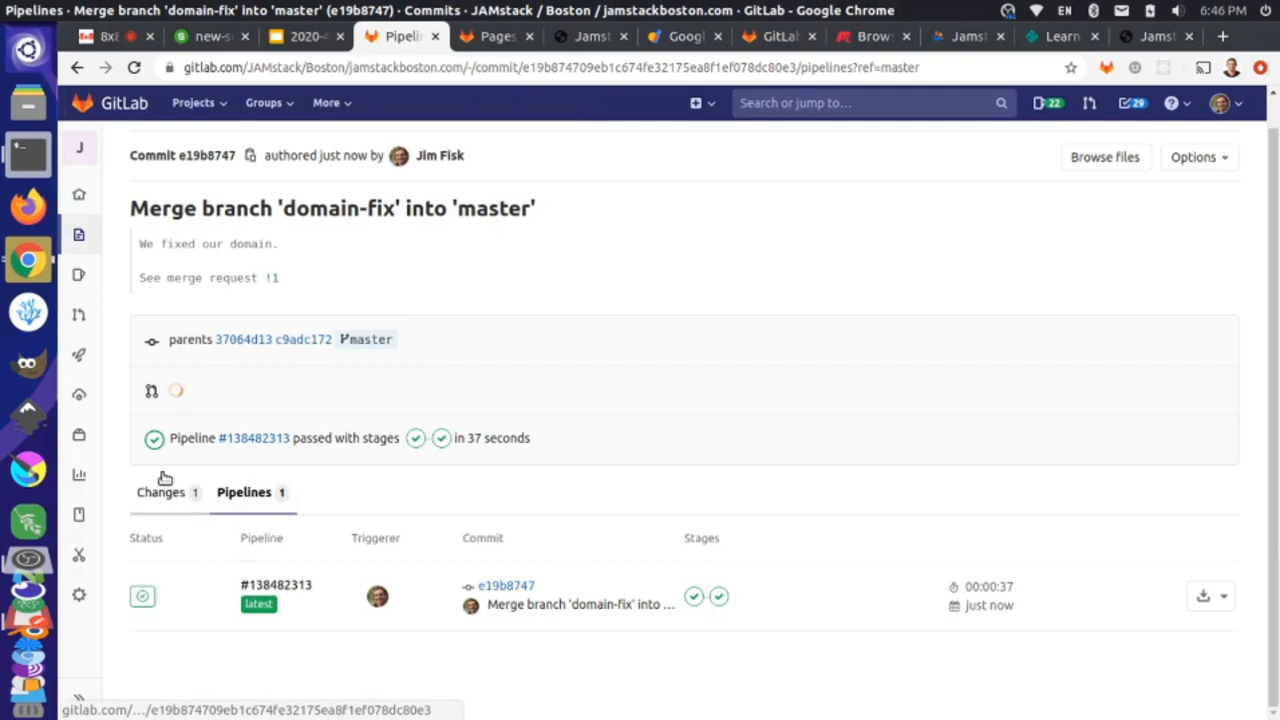 Pipelines · Merge branch 'domain-fix' into 'master' (e19b8747) · Commits · JAMstack / Boston / jamstackboston.com · GitLab - Google Chrome
EN
6:46 PM
8x8
new-s
2020-
Pipeli
Pages
Jamst
Googl
GitLab
Brows
Jamst
Learn
Jamst
gitlab.com/JAMstack/Boston/jamstackboston.com/-/commit/e19b874709eb1c674fe32175ea8f1ef078dc80e3/pipelines?ref=master
GitLab
Projects
Groups
More
Search or jump to...
22
29
J
Commit e19b8747 authored just now by Jim Fisk
Browse files
Options
Merge branch 'domain-fix' into 'master'
We fixed our domain.
See merge request !1
parents 37064d13 c9adc172 master
Pipeline #138482313 passed with stages in 37 seconds
Changes 1
Pipelines 1
Status
Pipeline
Triggerer
Commit
Stages
#138482313
latest
e19b8747
Merge branch 'domain-fix' into ...
00:00:37
just now
gitlab.com/.../e19b874709eb1c674fe32175ea8f1ef078dc80e3